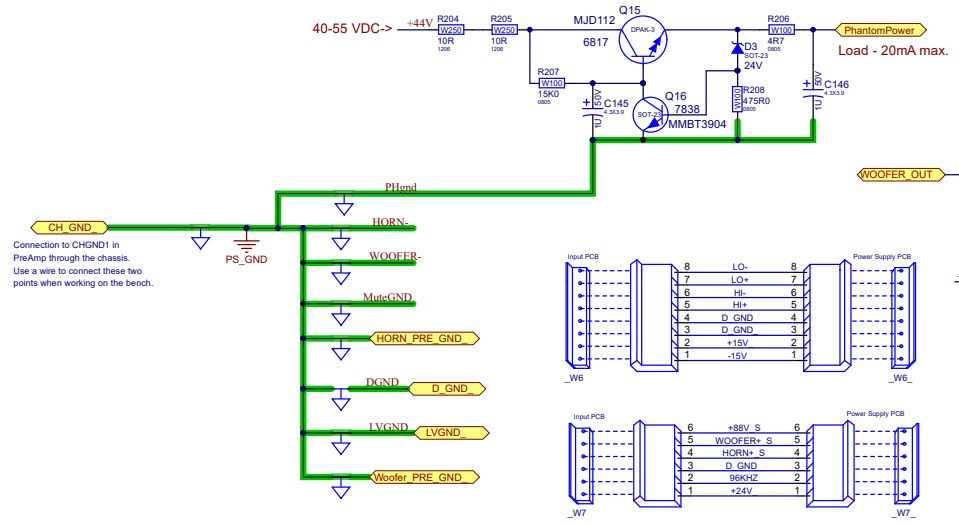 40-55 VDC->
+44V
R204
W250
10R
1206
R205
W250
10R
1206
Q15
MJD112
DPAK-3
6817
R206
W100
4R7
0805
PhantomPower
Load - 20mA max.
D3
SOT-23
24V
R207
W100
15K0
0805
C145
50V
4.3X3.9
1U
Q16
7838
SOT-23
MMBT3904
R208
W100
475R0
0805
C146
50V
4.3X3.9
1U
WOOFER_OUT
PHgnd
CH_GND_
PS_GND
Connection to CHGND1 in
PreAmp through the chassis.
Use a wire to connect these two
points when working on the bench.
HORN-
WOOFER-
MuteGND
HORN_PRE_GND_
DGND
D_GND_
LVGND
LVGND_
Woofer_PRE_GND_
Input PCB
Power Supply PCB
8 LO- 8
7 LO+ 7
6 HI- 6
5 HI+ 5
4 D_GND 4
3 D_GND_ 3
2 +15V 2
1 -15V 1
_W6
_W6_
Input PCB
Power Supply PCB
6 +88V_S 6
5 WOOFER+_S 5
4 HORN+_S 4
3 D_GND 3
2 96KHZ 2
1 +24V 1
_W7
_W7_